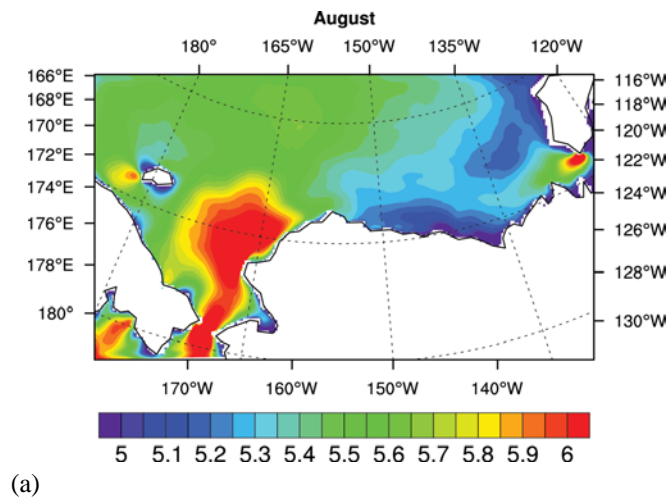 August
180° 165°W 150°W 135°W 120°W
166°E 116°W
168°E 118°W
170°E 120°W
172°E 122°W
174°E 124°W
176°E 126°W
178°E 128°W
180° 130°W
170°W 160°W 150°W 140°W
5 5.1 5.2 5.3 5.4 5.5 5.6 5.7 5.8 5.9 6
(a)